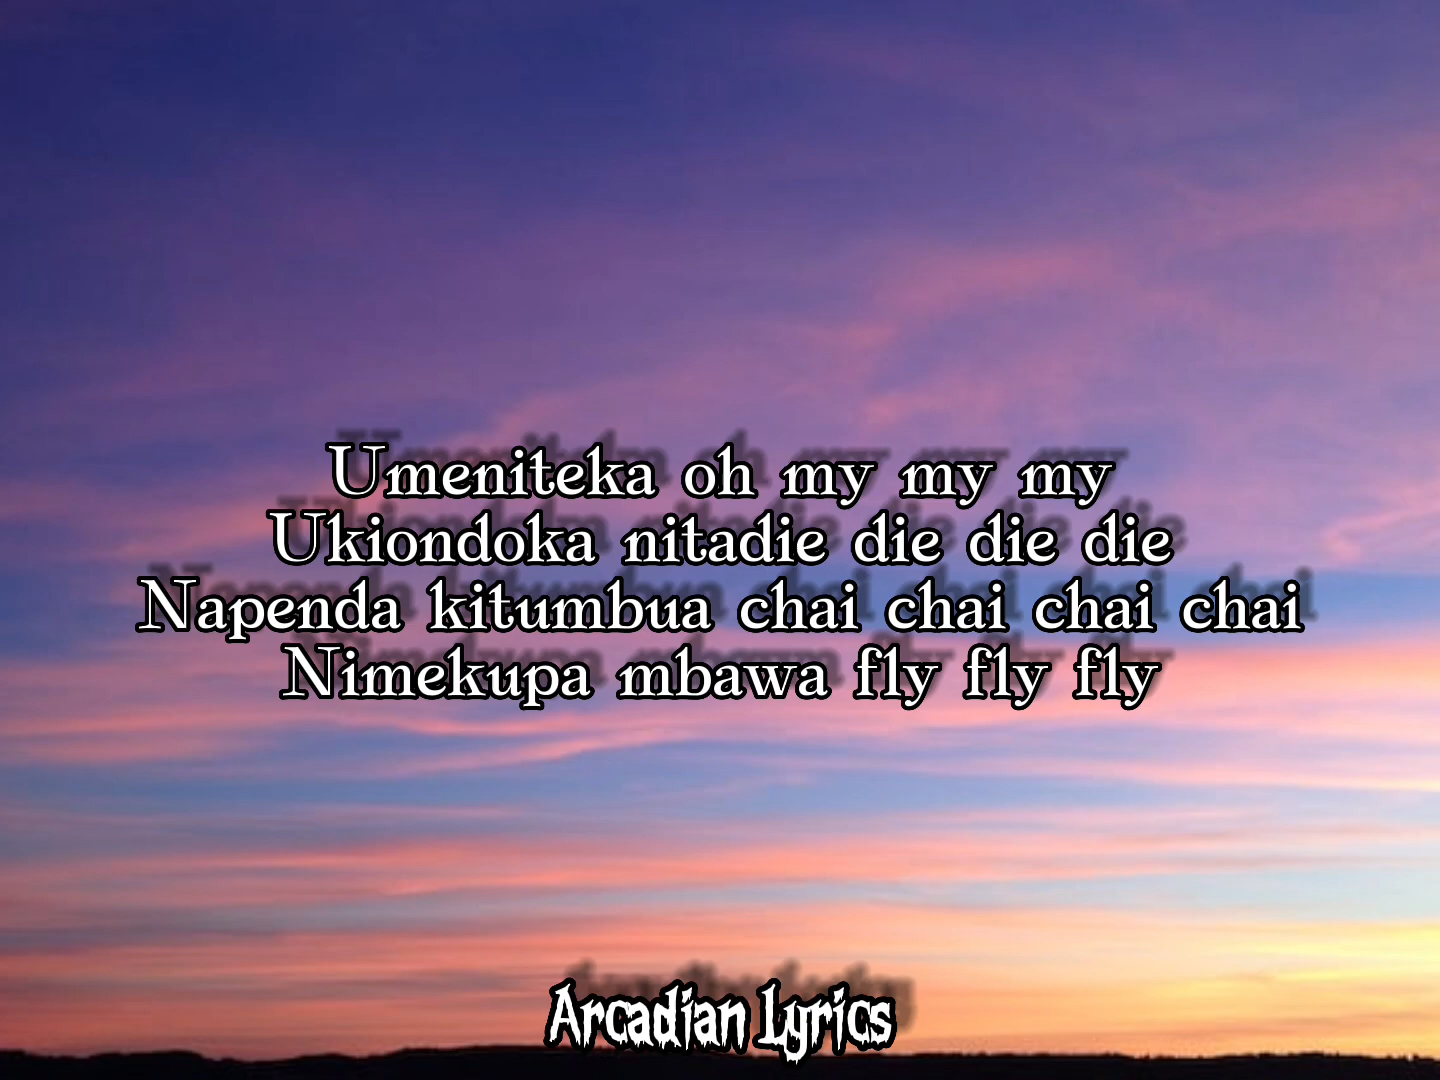 Umeniteka oh my my my
Ukiondoka nitadie die die die
Napenda kitumbua chai chai chai chai
Nimekupa mbawa fly fly fly
Arcadian Lyrics